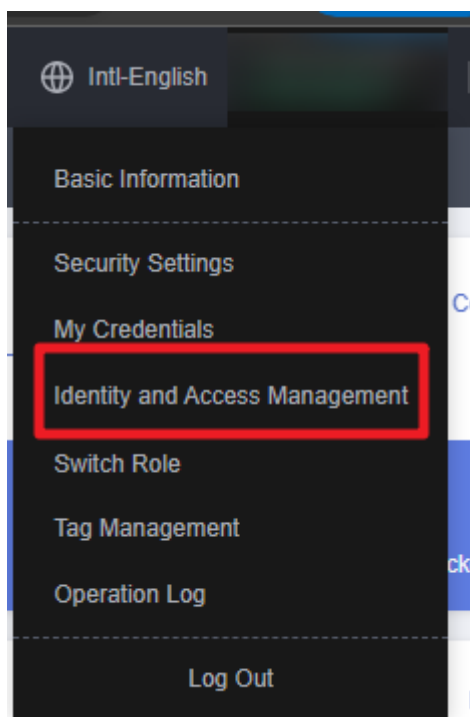 Intl-English
Basic Information
Security Settings
My Credentials
Identity and Access Management
Switch Role
Tag Management
Operation Log
Log Out